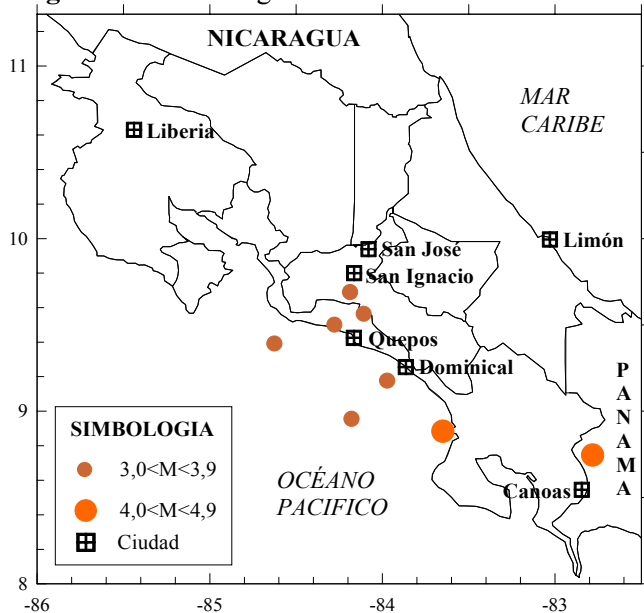 11
10
9
8
-86
-85
-84
-83
NICARAGUA
MAR
CARIBE
Liberia
San José
Limón
San Ignacio
Quepos
Dominical
PANAMA
Canoas
OCÉANO
PACIFICO
SIMBOLOGIA
3,0<M<3,9
4,0<M<4,9
Ciudad